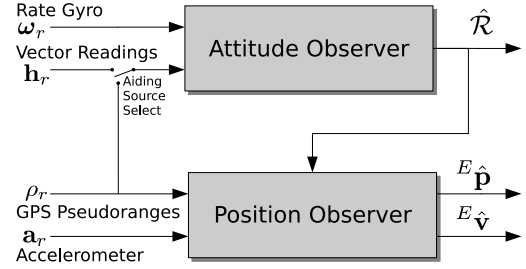 Rate Gyro
ω_r
Attitude Observer
R̂
Vector Readings
h_r
Aiding
Source
Select
ρ_r
GPS Pseudoranges
Position Observer
^E p̂
^E v̂
a_r
Accelerometer